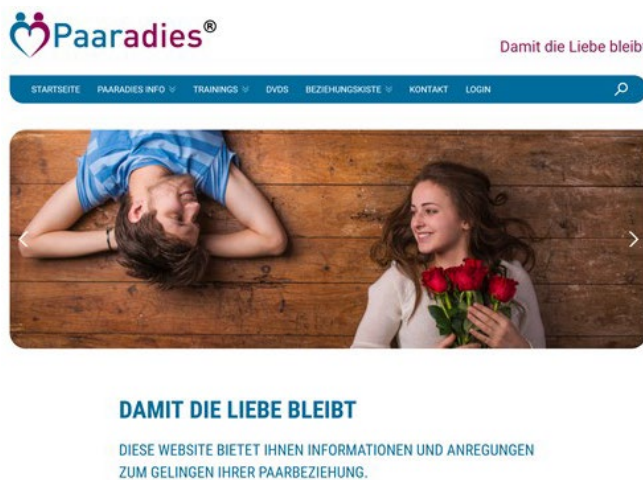 Paaradies®
Damit die Liebe bleibt
STARTSEITE PAARADIES INFO TRAININGS DVDS BEZIEHUNGSKISTE KONTAKT LOGIN
DAMIT DIE LIEBE BLEIBT
DIESE WEBSITE BIETET IHNEN INFORMATIONEN UND ANREGUNGEN
ZUM GELINGEN IHRER PAARBEZIEHUNG.